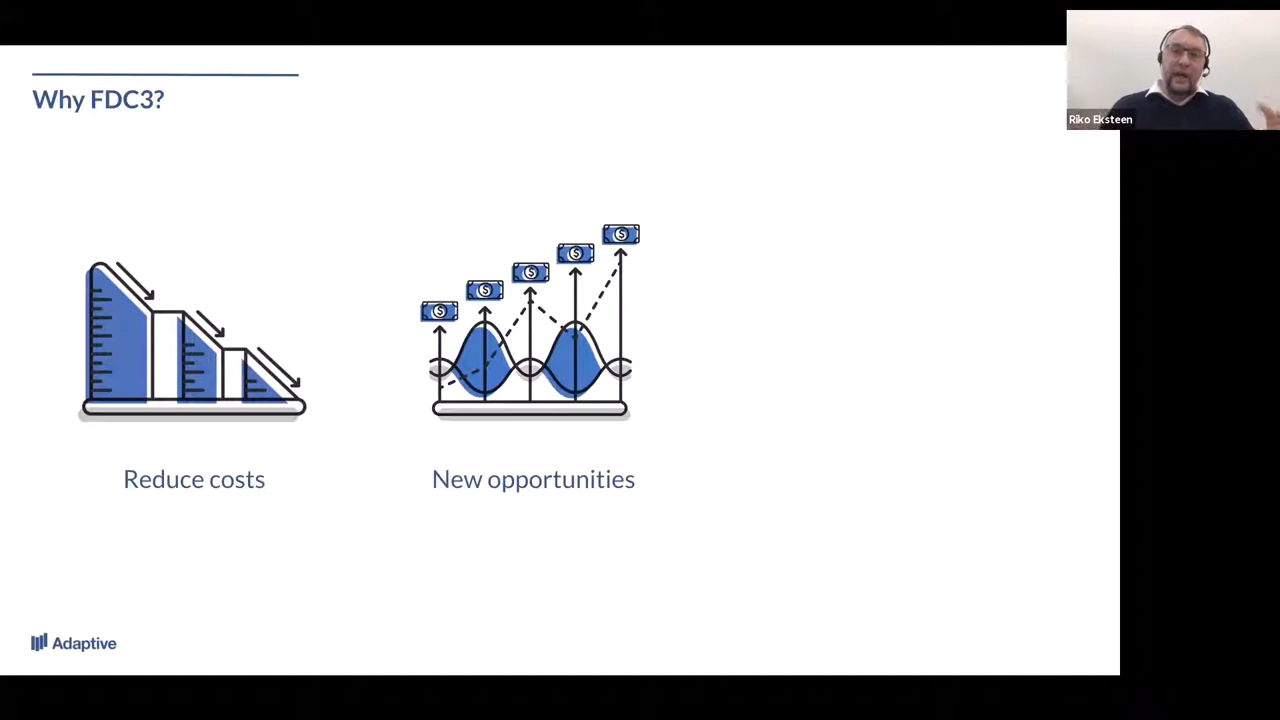 Why FDC3?
Riko Eksteen
$
$
$
$
$
Reduce costs
New opportunities
Adaptive